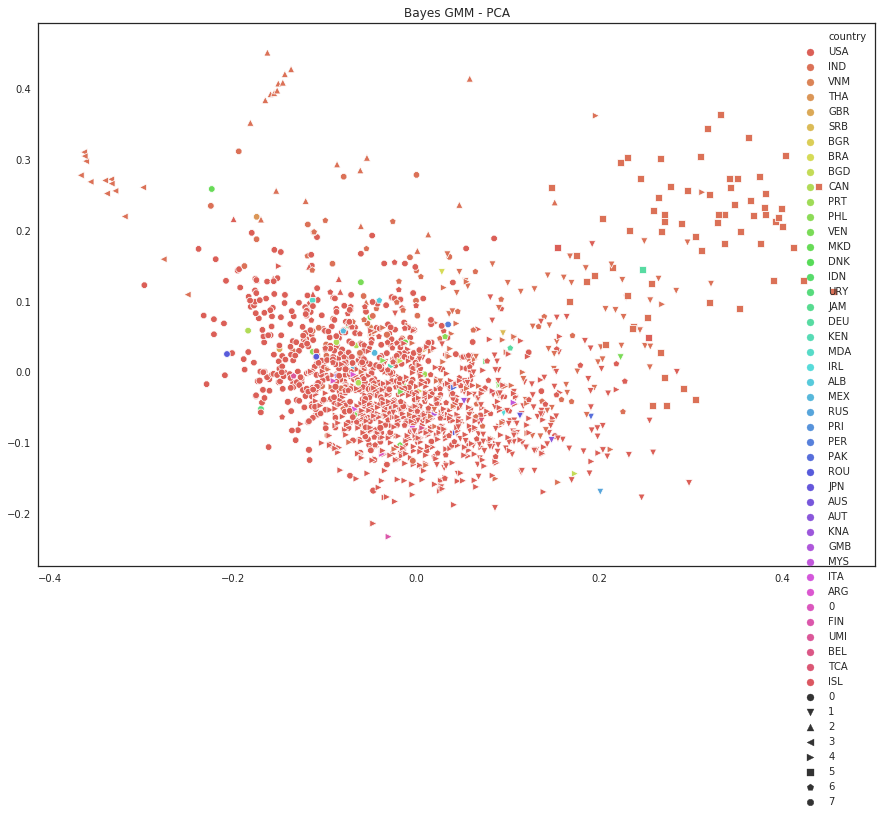 Bayes GMM - PCA
country
USA
IND
VNM
THA
GBR
SRB
BGR
BRA
BGD
CAN
PRT
PHL
VEN
MKD
DNK
IDN
URY
JAM
DEU
KEN
MDA
IRL
ALB
MEX
RUS
PRI
PER
PAK
ROU
JPN
AUS
AUT
KNA
GMB
MYS
ITA
ARG
0
FIN
UMI
BEL
TCA
ISL
0
1
2
3
4
5
6
7
0.4
0.3
0.2
0.1
0.0
−0.1
−0.2
−0.4
−0.2
0.0
0.2
0.4